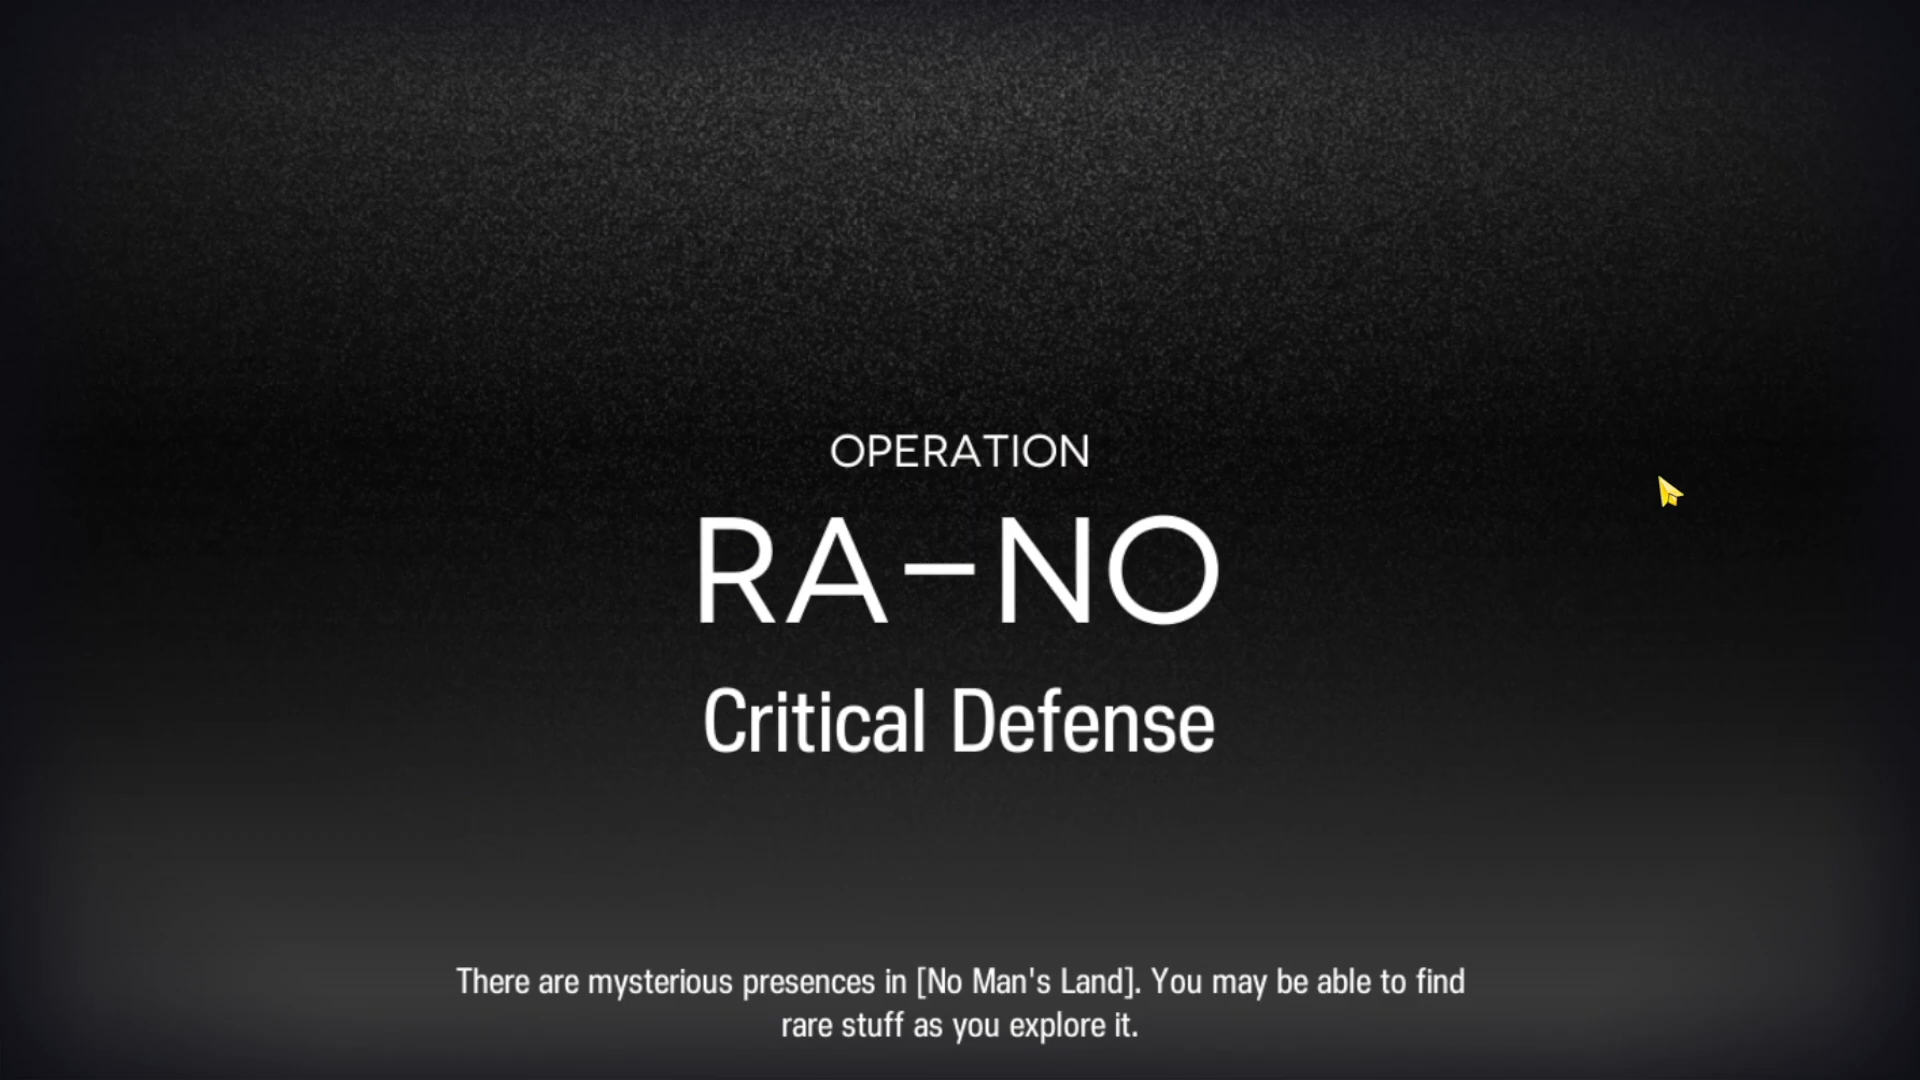 OPERATION
RA-NO
Critical Defense
There are mysterious presences in [No Man's Land]. You may be able to find
rare stuff as you explore it.